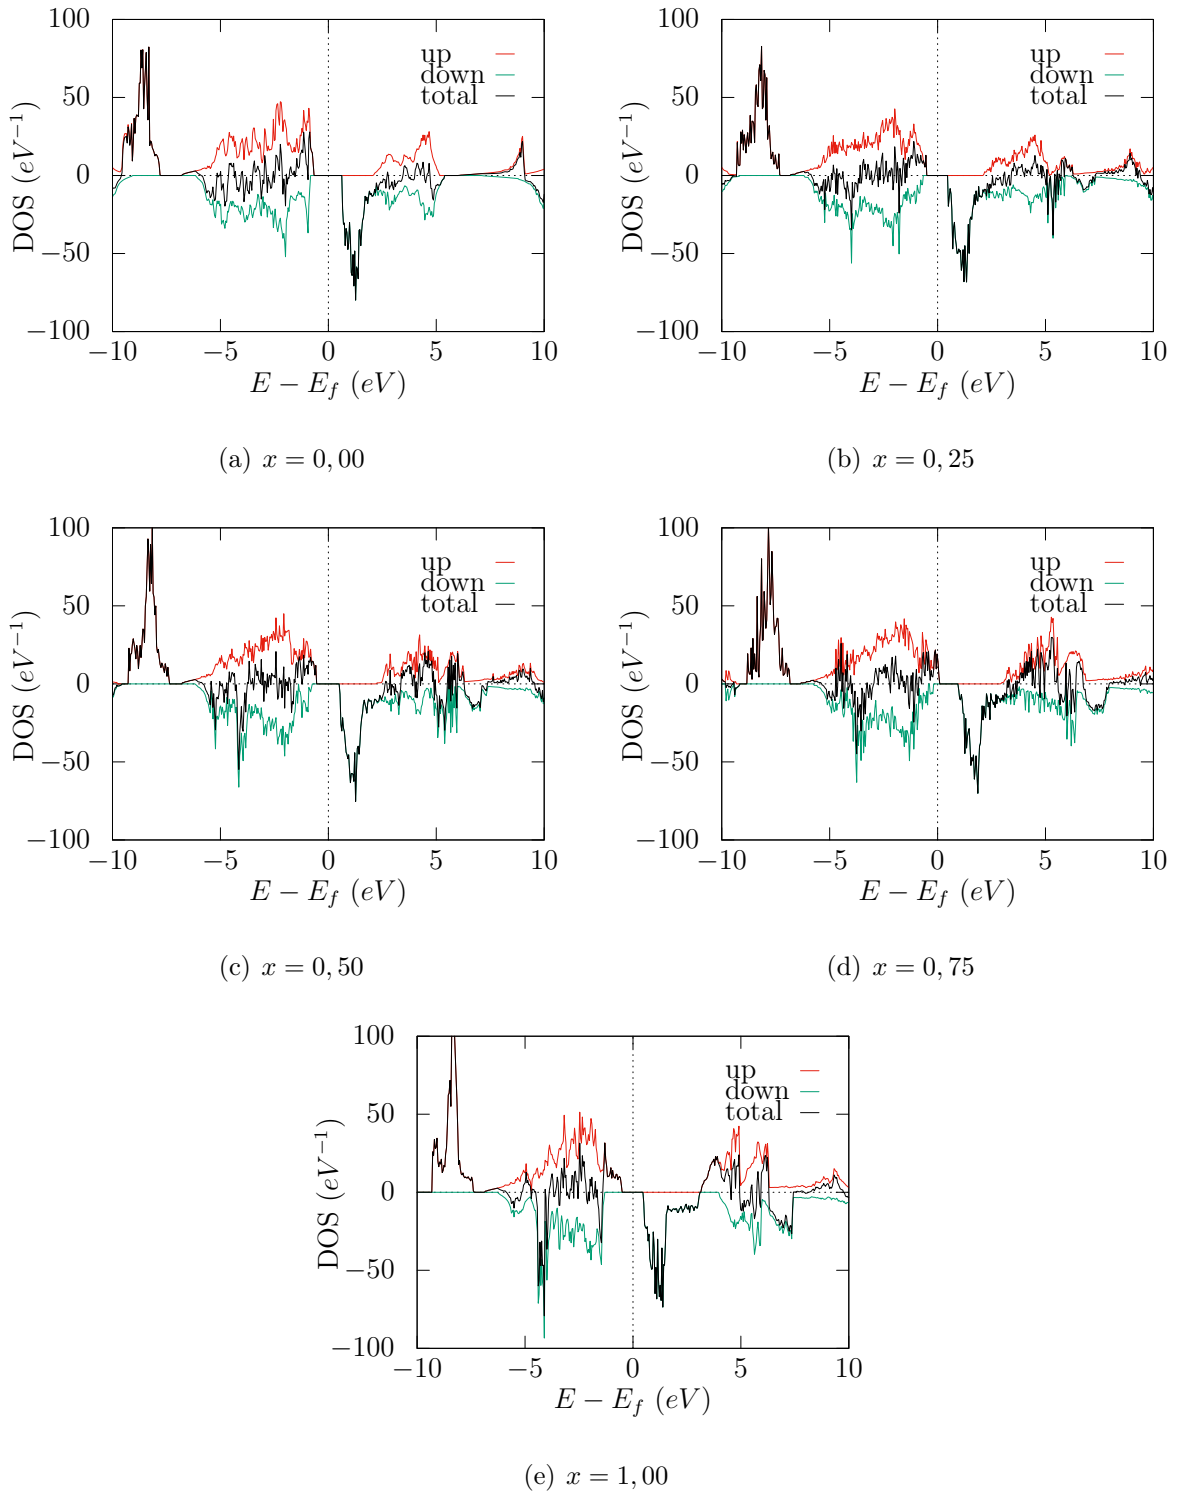 100
50
0
−50
−100
−10 −5 0 5 10
DOS (eV⁻¹)
E − E_f (eV)
up
down
total
(a) x = 0, 00
100
50
0
−50
−100
−10 −5 0 5 10
DOS (eV⁻¹)
E − E_f (eV)
up
down
total
(b) x = 0, 25
100
50
0
−50
−100
−10 −5 0 5 10
DOS (eV⁻¹)
E − E_f (eV)
up
down
total
(c) x = 0, 50
100
50
0
−50
−100
−10 −5 0 5 10
DOS (eV⁻¹)
E − E_f (eV)
up
down
total
(d) x = 0, 75
100
50
0
−50
−100
−10 −5 0 5 10
DOS (eV⁻¹)
E − E_f (eV)
up
down
total
(e) x = 1, 00